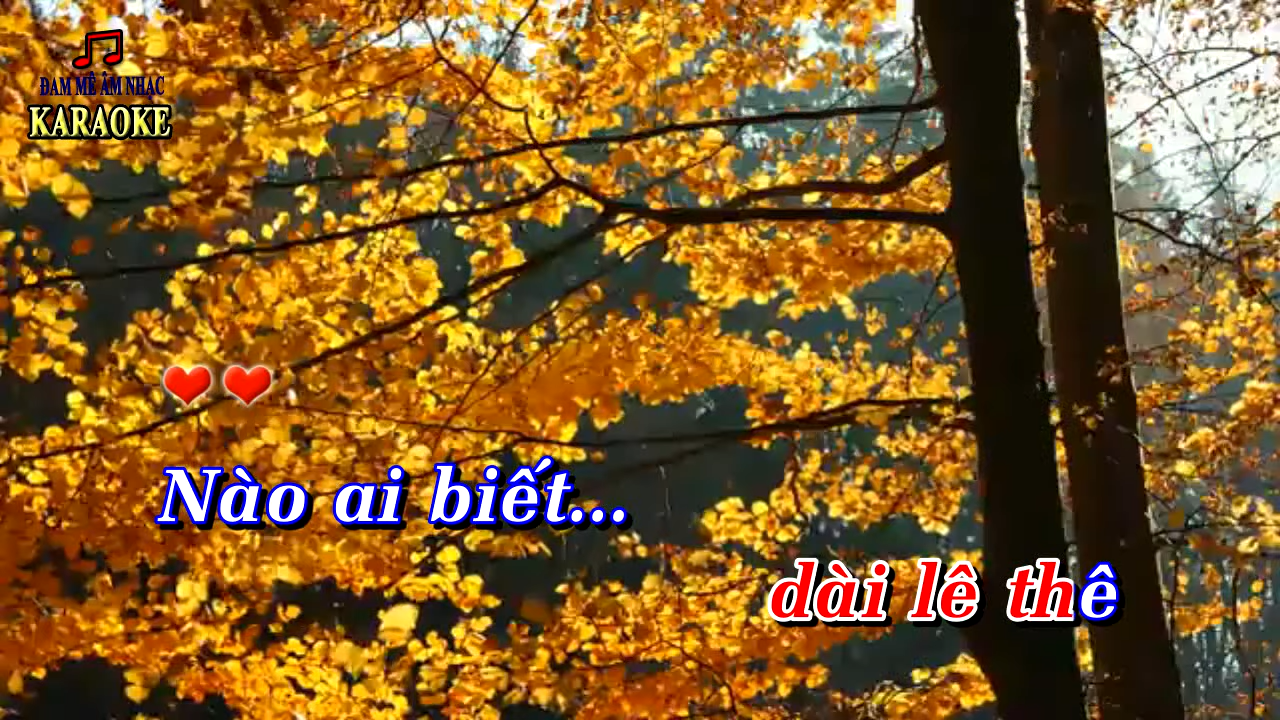 ĐAM MÊ ÂM NHẠC
KARAOKE
Nào ai biết...
dài lê thê